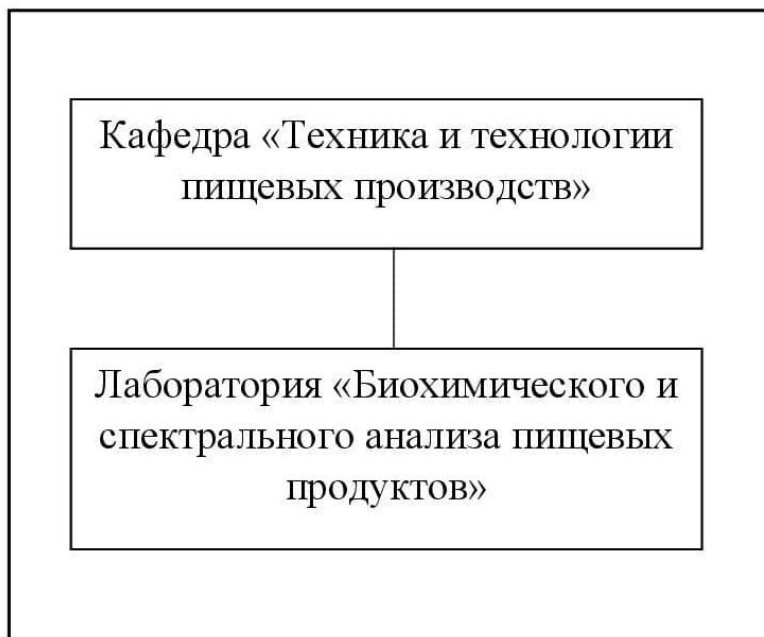 Кафедра «Техника и технологии
пищевых производств»
Лаборатория «Биохимического и
спектрального анализа пищевых
продуктов»